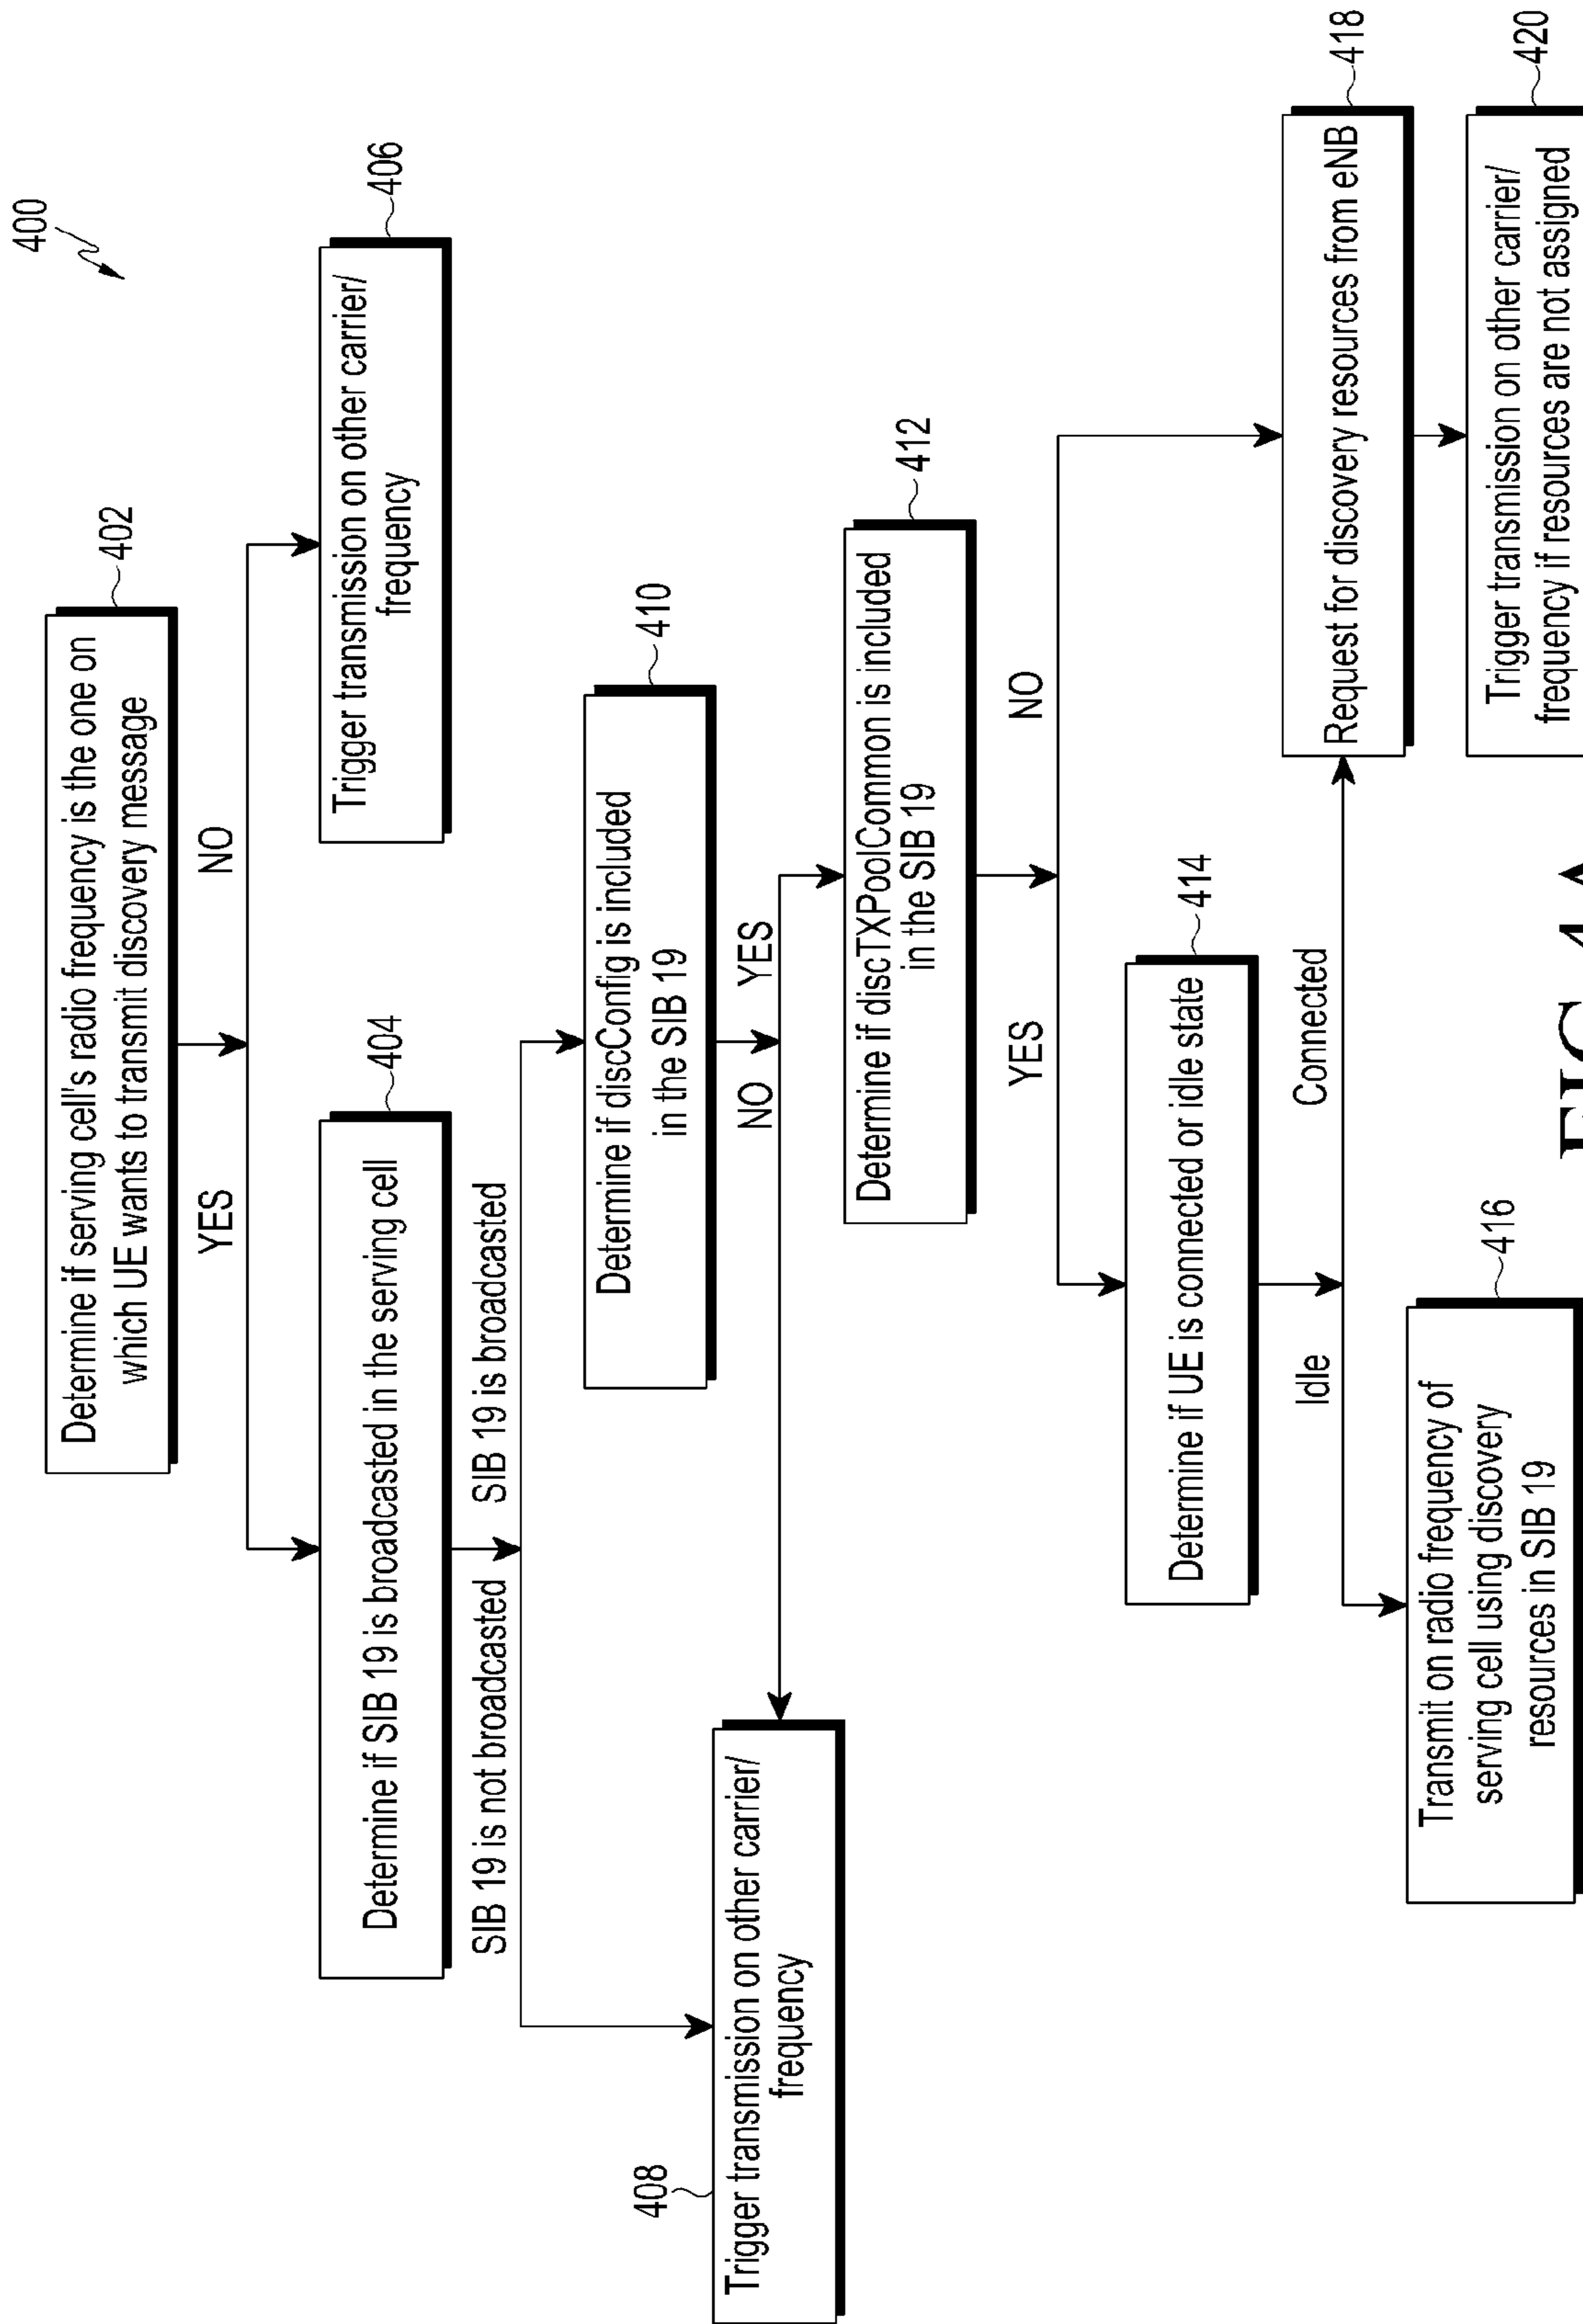 400
402
Determine if serving cell's radio frequency is the one on
which UE wants to transmit discovery message
YES
NO
404
Determine if SIB 19 is broadcasted in the serving cell
406
Trigger transmission on other carrier/
frequency
SIB 19 is not broadcasted
SIB 19 is broadcasted
408
Trigger transmission on other carrier/
frequency
410
Determine if discConfig is included
in the SIB 19
NO
YES
412
Determine if discTXPoolCommon is included
in the SIB 19
YES
NO
414
Determine if UE is connected or idle state
Idle
Connected
416
Transmit on radio frequency of
serving cell using discovery
resources in SIB 19
418
Request for discovery resources from eNB
420
Trigger transmission on other carrier/
frequency if resources are not assigned